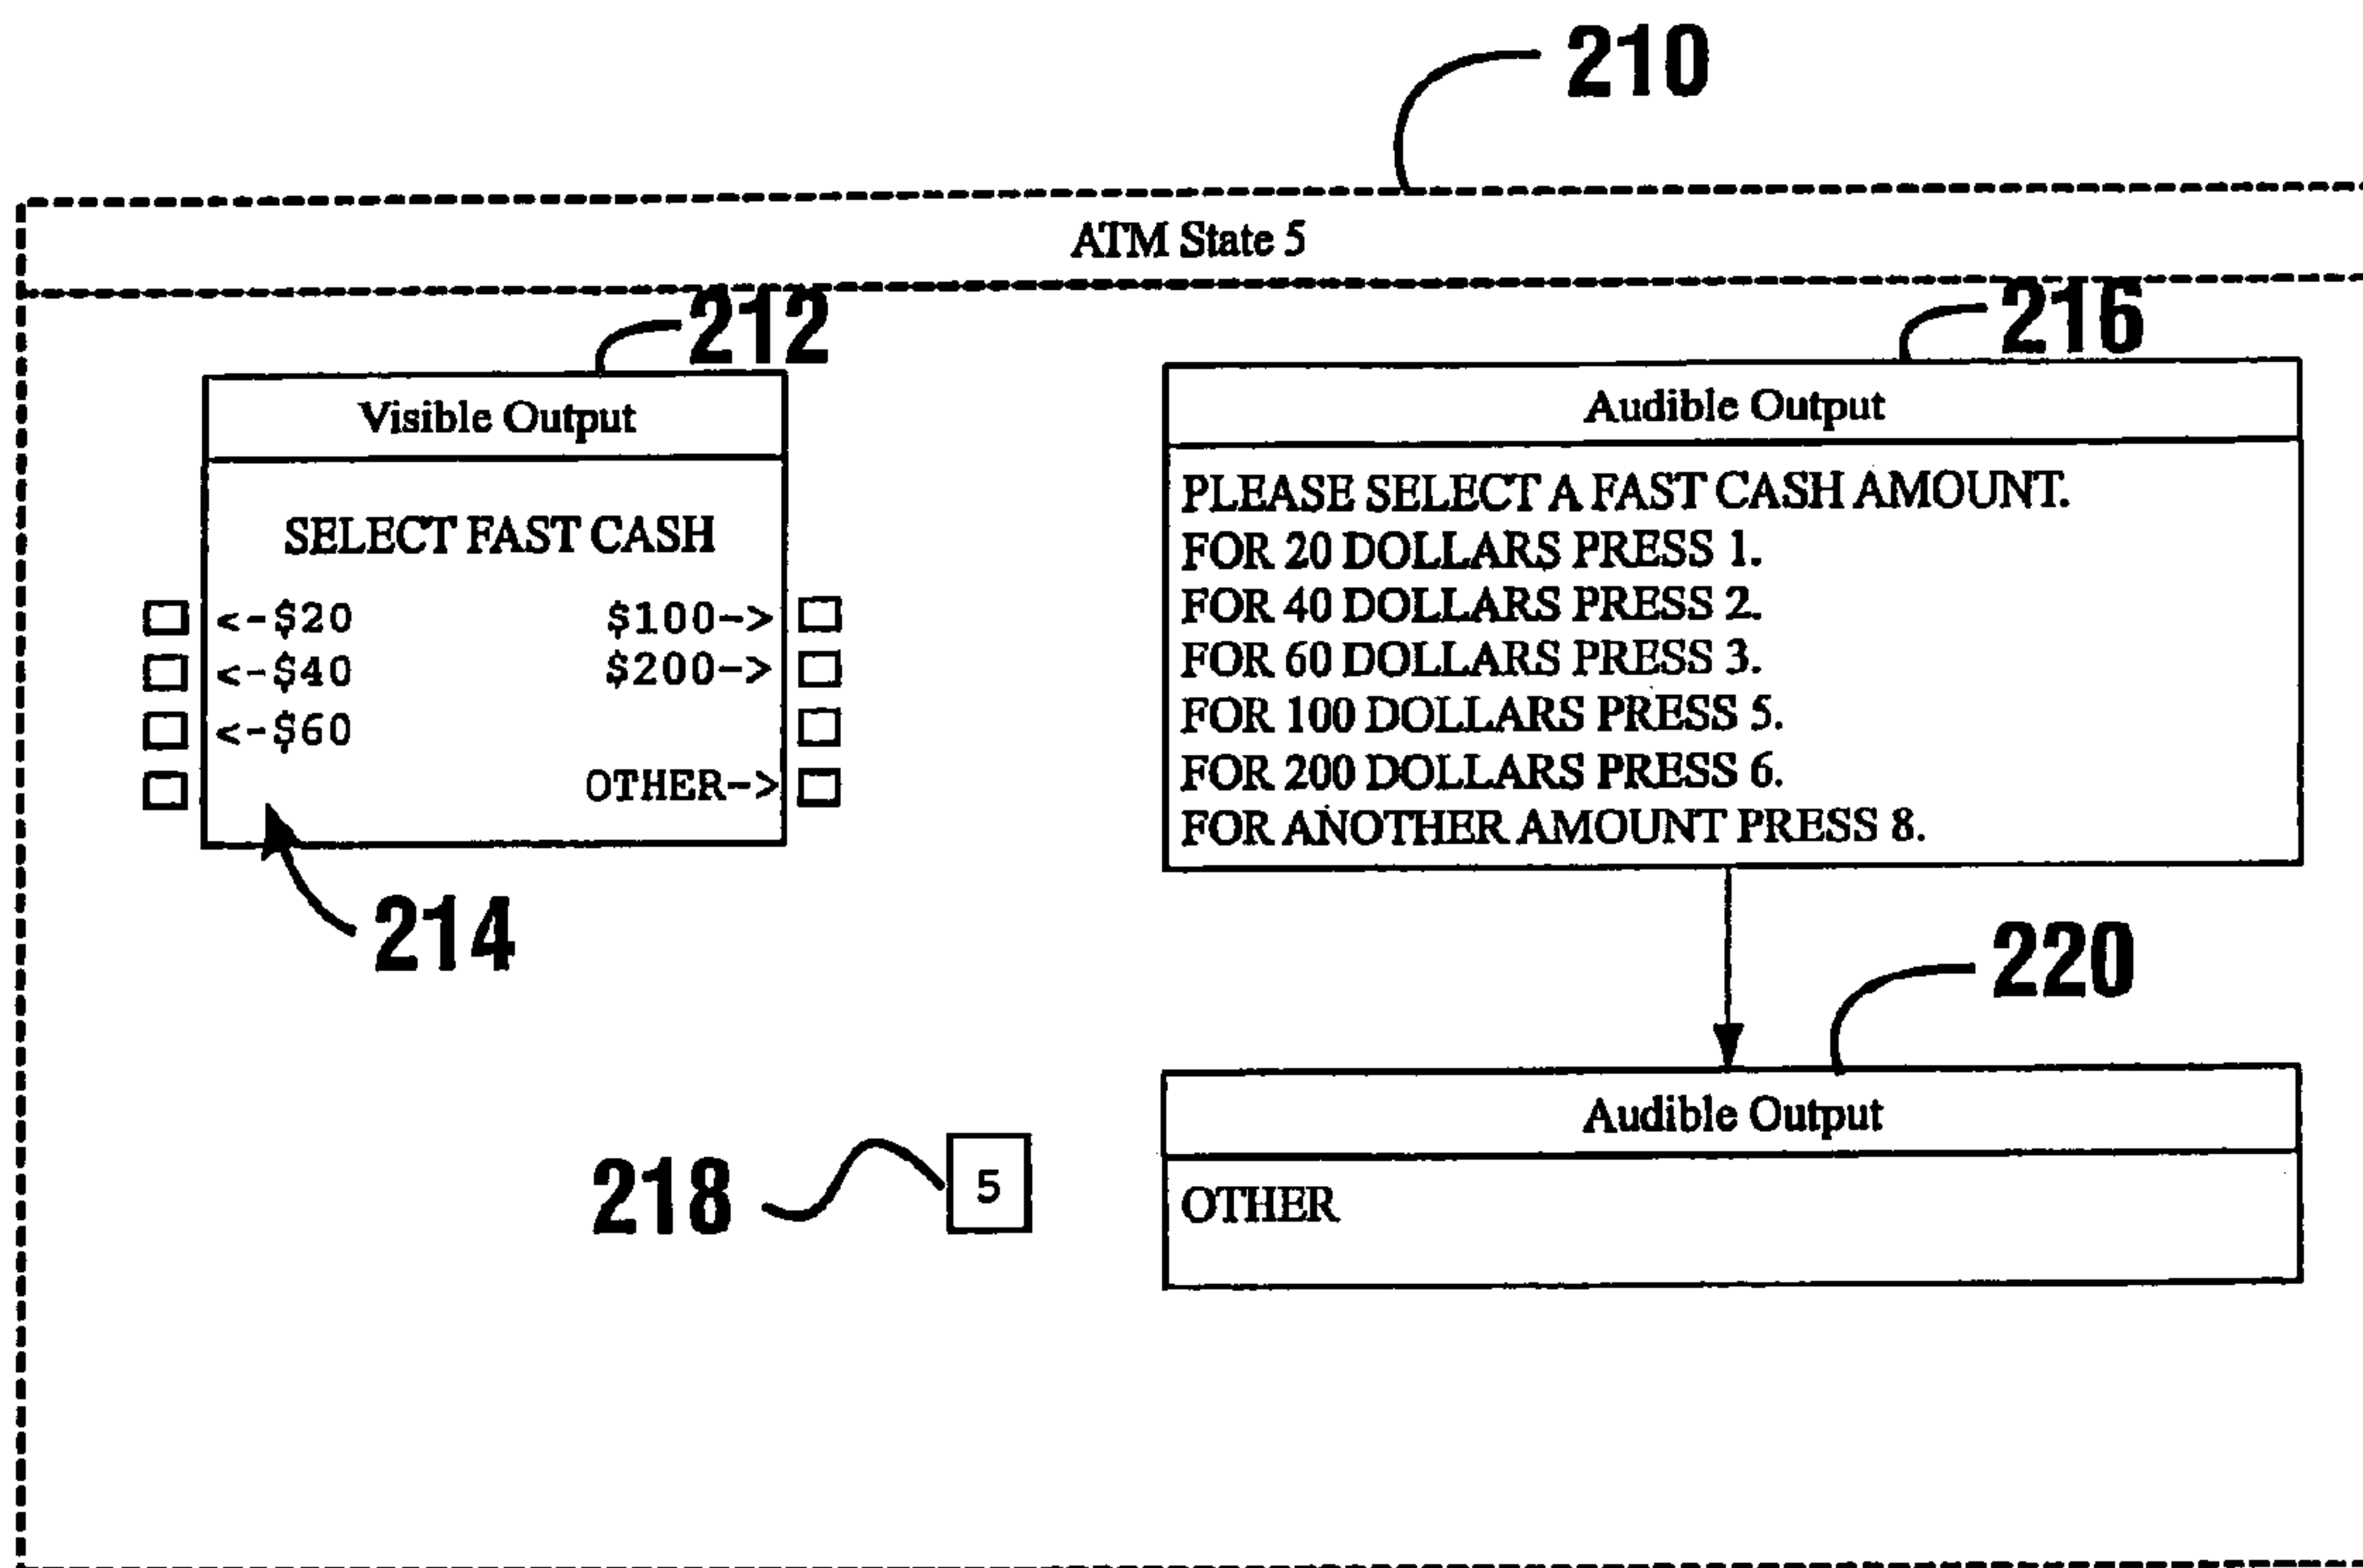 210
ATM State 5
212
216
Visible Output
SELECT FAST CASH
<-$20 $100->
<-$40 $200->
<-$60
OTHER->
214
Audible Output
PLEASE SELECT A FAST CASH AMOUNT.
FOR 20 DOLLARS PRESS 1.
FOR 40 DOLLARS PRESS 2.
FOR 60 DOLLARS PRESS 3.
FOR 100 DOLLARS PRESS 5.
FOR 200 DOLLARS PRESS 6.
FOR ANOTHER AMOUNT PRESS 8.
220
218
5
Audible Output
OTHER